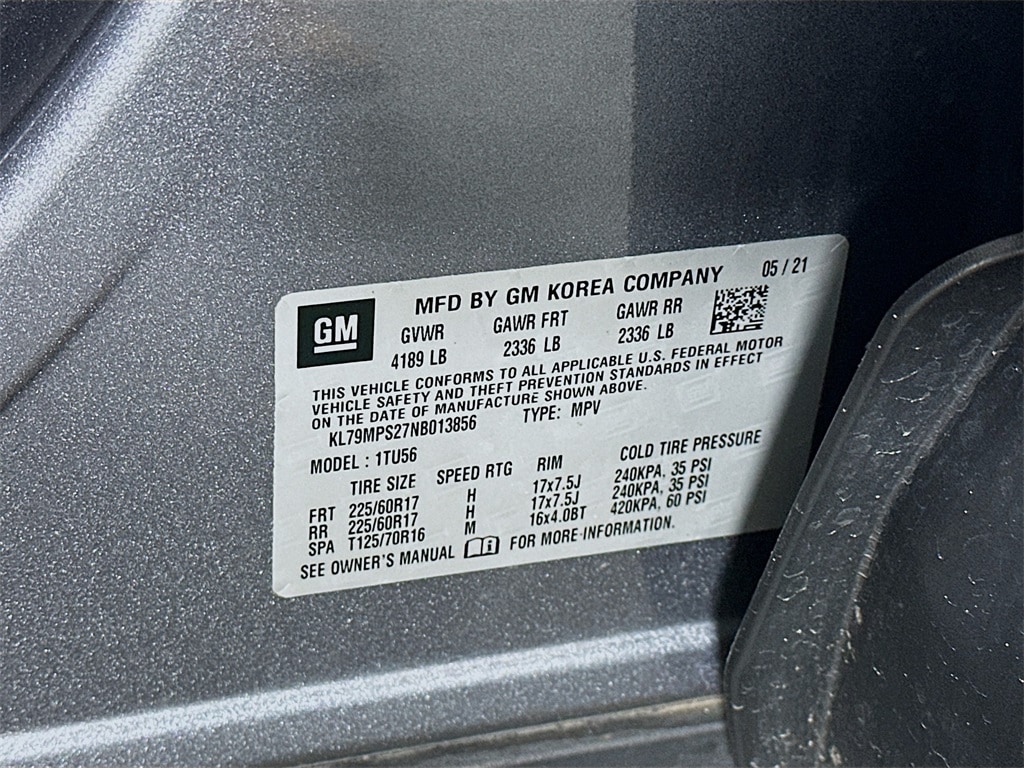 GM
MFD BY GM KOREA COMPANY 05 / 21
GVWR GAWR FRT GAWR RR
4189 LB 2336 LB 2336 LB
THIS VEHICLE CONFORMS TO ALL APPLICABLE U.S. FEDERAL MOTOR
VEHICLE SAFETY AND THEFT PREVENTION STANDARDS IN EFFECT
ON THE DATE OF MANUFACTURE SHOWN ABOVE.
KL79MPS27NB013856 TYPE: MPV
MODEL : 1TU56
TIRE SIZE SPEED RTG RIM COLD TIRE PRESSURE
FRT 225/60R17 H 17x7.5J 240KPA, 35 PSI
RR 225/60R17 H 17x7.5J 240KPA, 35 PSI
SPA T125/70R16 M 16x4.0BT 420KPA, 60 PSI
SEE OWNER'S MANUAL FOR MORE INFORMATION.